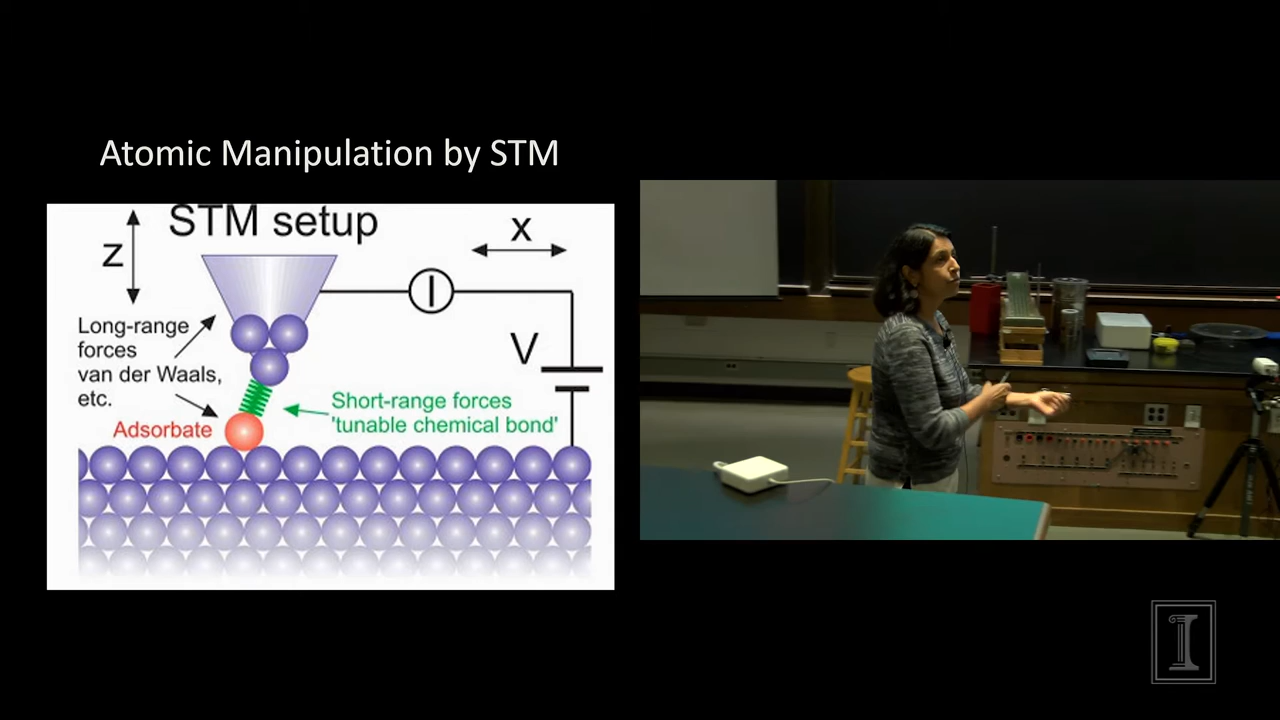 Atomic Manipulation by STM
STM setup
z
x
I
Long-range
forces
van der Waals,
etc.
V
Short-range forces
'tunable chemical bond'
Adsorbate
I